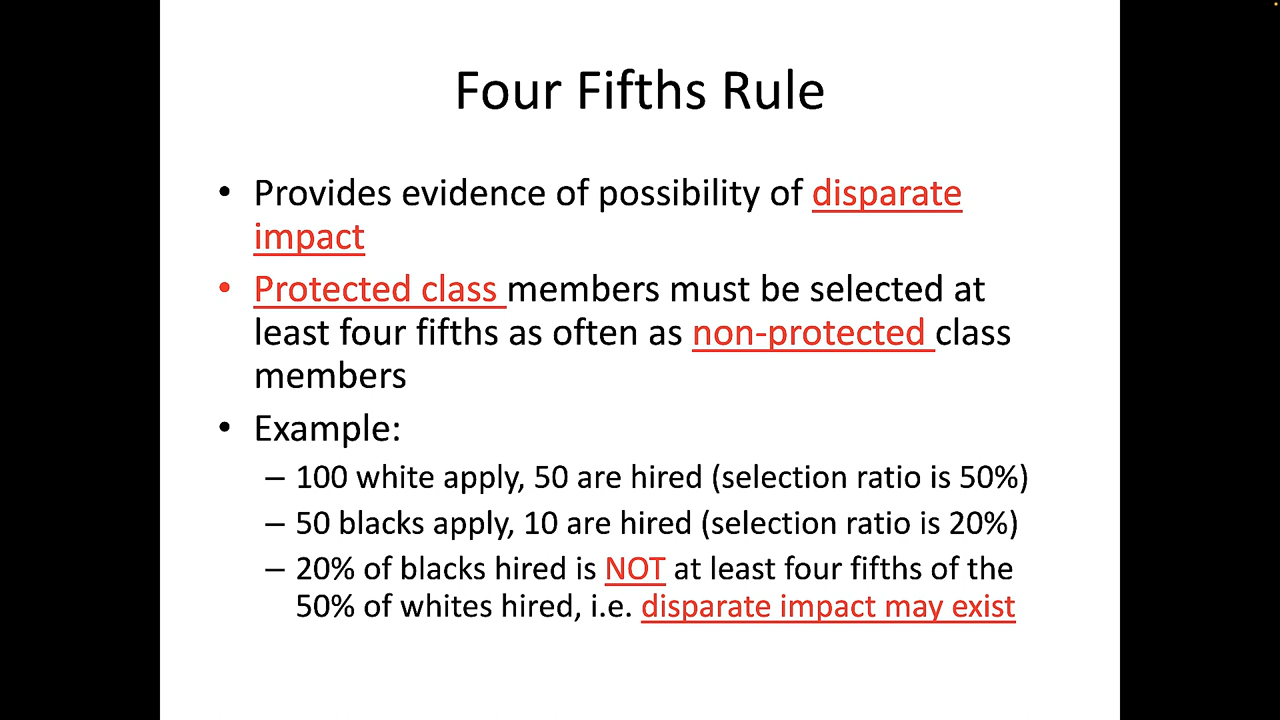 Four Fifths Rule
• Provides evidence of possibility of disparate
impact
• Protected class members must be selected at
least four fifths as often as non-protected class
members
• Example:
– 100 white apply, 50 are hired (selection ratio is 50%)
– 50 blacks apply, 10 are hired (selection ratio is 20%)
– 20% of blacks hired is NOT at least four fifths of the
50% of whites hired, i.e. disparate impact may exist